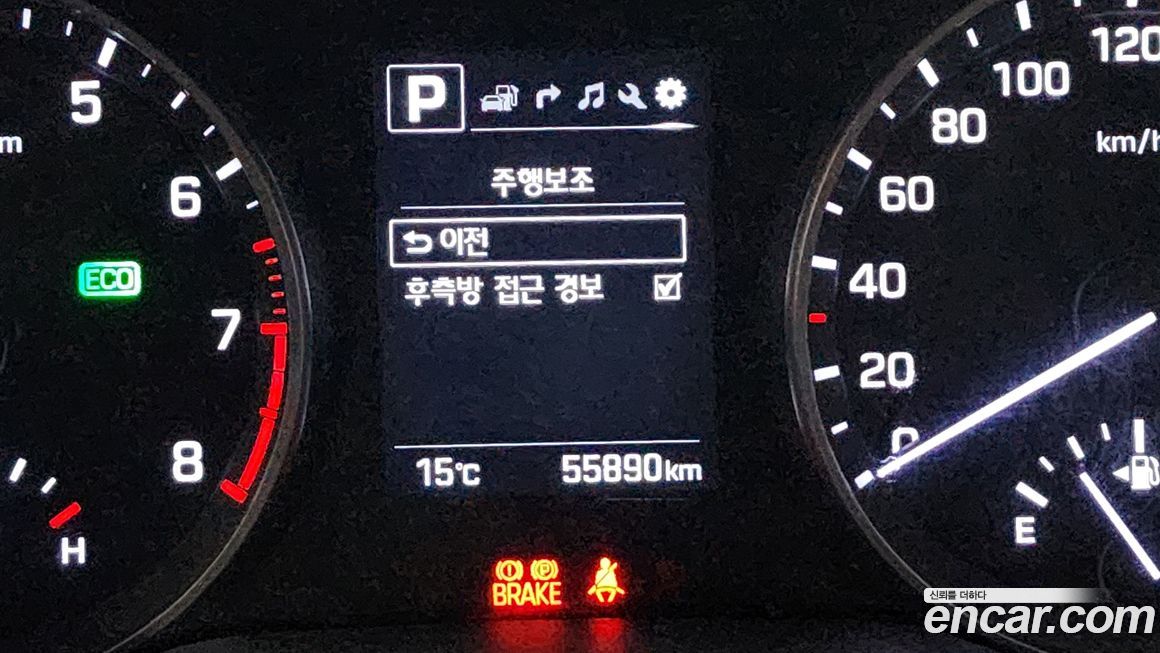 5
6
7
8
H
m
ECO
P
주행보조
이전
후측방 접근 경보
15℃
55890km
BRAKE
120
100
80
60
40
20
0
km/h
E
신뢰를 더하다
encar.com